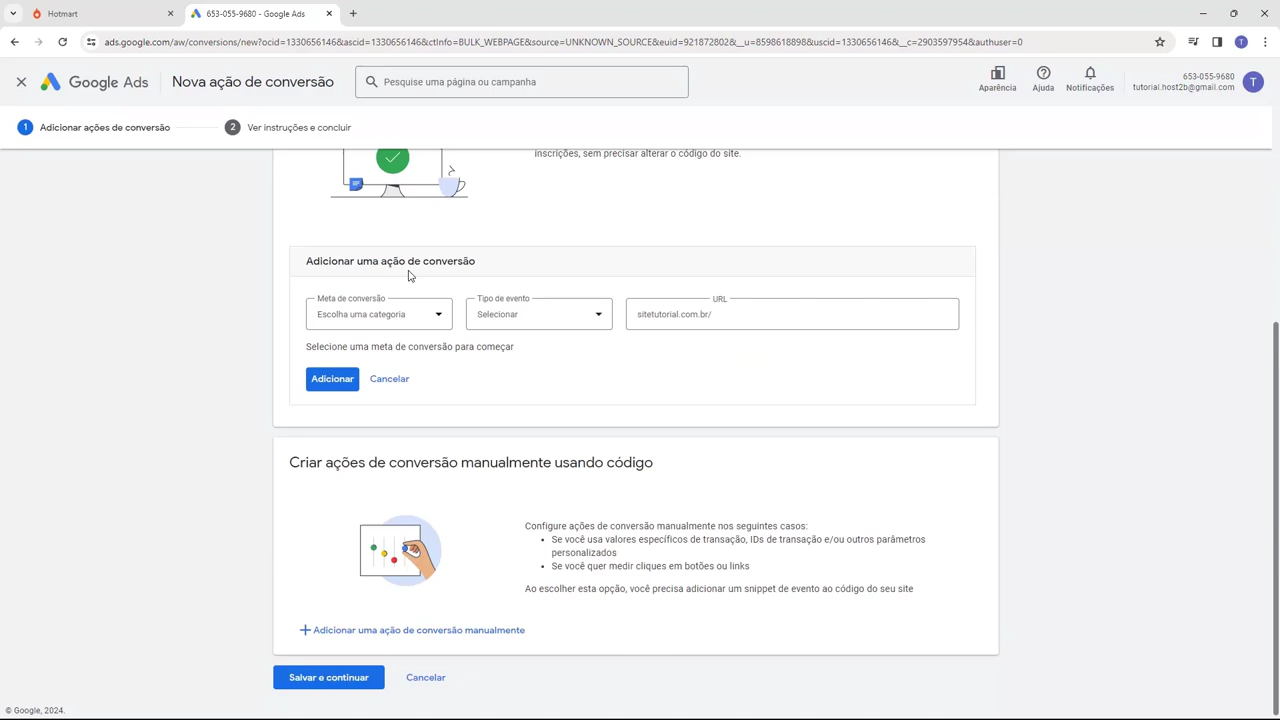 Hotmart
653-055-9680 - Google Ads
ads.google.com/aw/conversions/new?ocid=1330656146&ascid=1330656146&ctInfo=BULK_WEBPAGE&source=UNKNOWN_SOURCE&euid=921872802&__u=8598618898&uscid=1330656146&__c=2903597954&authuser=0
T
Google Ads
Nova ação de conversão
Pesquise uma página ou campanha
Aparência
Ajuda
Notificações
653-055-9680
tutorial.host2b@gmail.com
T
1 Adicionar ações de conversão
2 Ver instruções e concluir
inscrições, sem precisar alterar o código do site.
Adicionar uma ação de conversão
Meta de conversão
Escolha uma categoria
Tipo de evento
Selecionar
URL
sitetutorial.com.br/
Selecione uma meta de conversão para começar
Adicionar
Cancelar
Criar ações de conversão manualmente usando código
Configure ações de conversão manualmente nos seguintes casos:
• Se você usa valores específicos de transação, IDs de transação e/ou outros parâmetros
personalizados
• Se você quer medir cliques em botões ou links
Ao escolher esta opção, você precisa adicionar um snippet de evento ao código do seu site
+ Adicionar uma ação de conversão manualmente
Salvar e continuar
Cancelar
© Google, 2024.